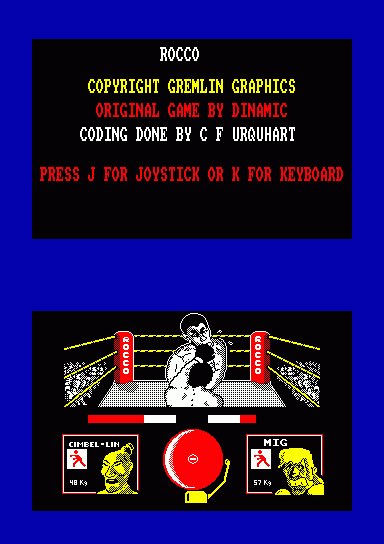 ROCCO
COPYRIGHT GREMLIN GRAPHICS
ORIGINAL GAME BY DINAMIC
CODING DONE BY C F URQUHART
PRESS J FOR JOYSTICK OR K FOR KEYBOARD
ROCCO
ROCCO
CIMBEL-LIN
MIG
48 Kg
57 Kg